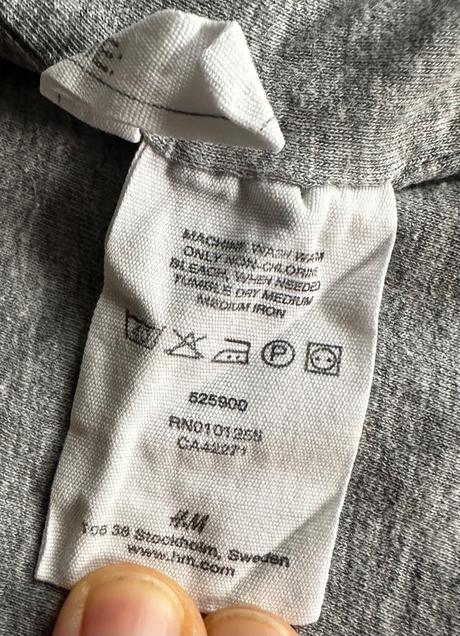 MACHINE WASH WARM
ONLY NON-CHLORINE
BLEACH, WHEN NEEDED
TUMBLE DRY MEDIUM
MEDIUM IRON
P
525900
RN0101255
CA42271
H&M
106 38 Stockholm, Sweden
www.hm.com